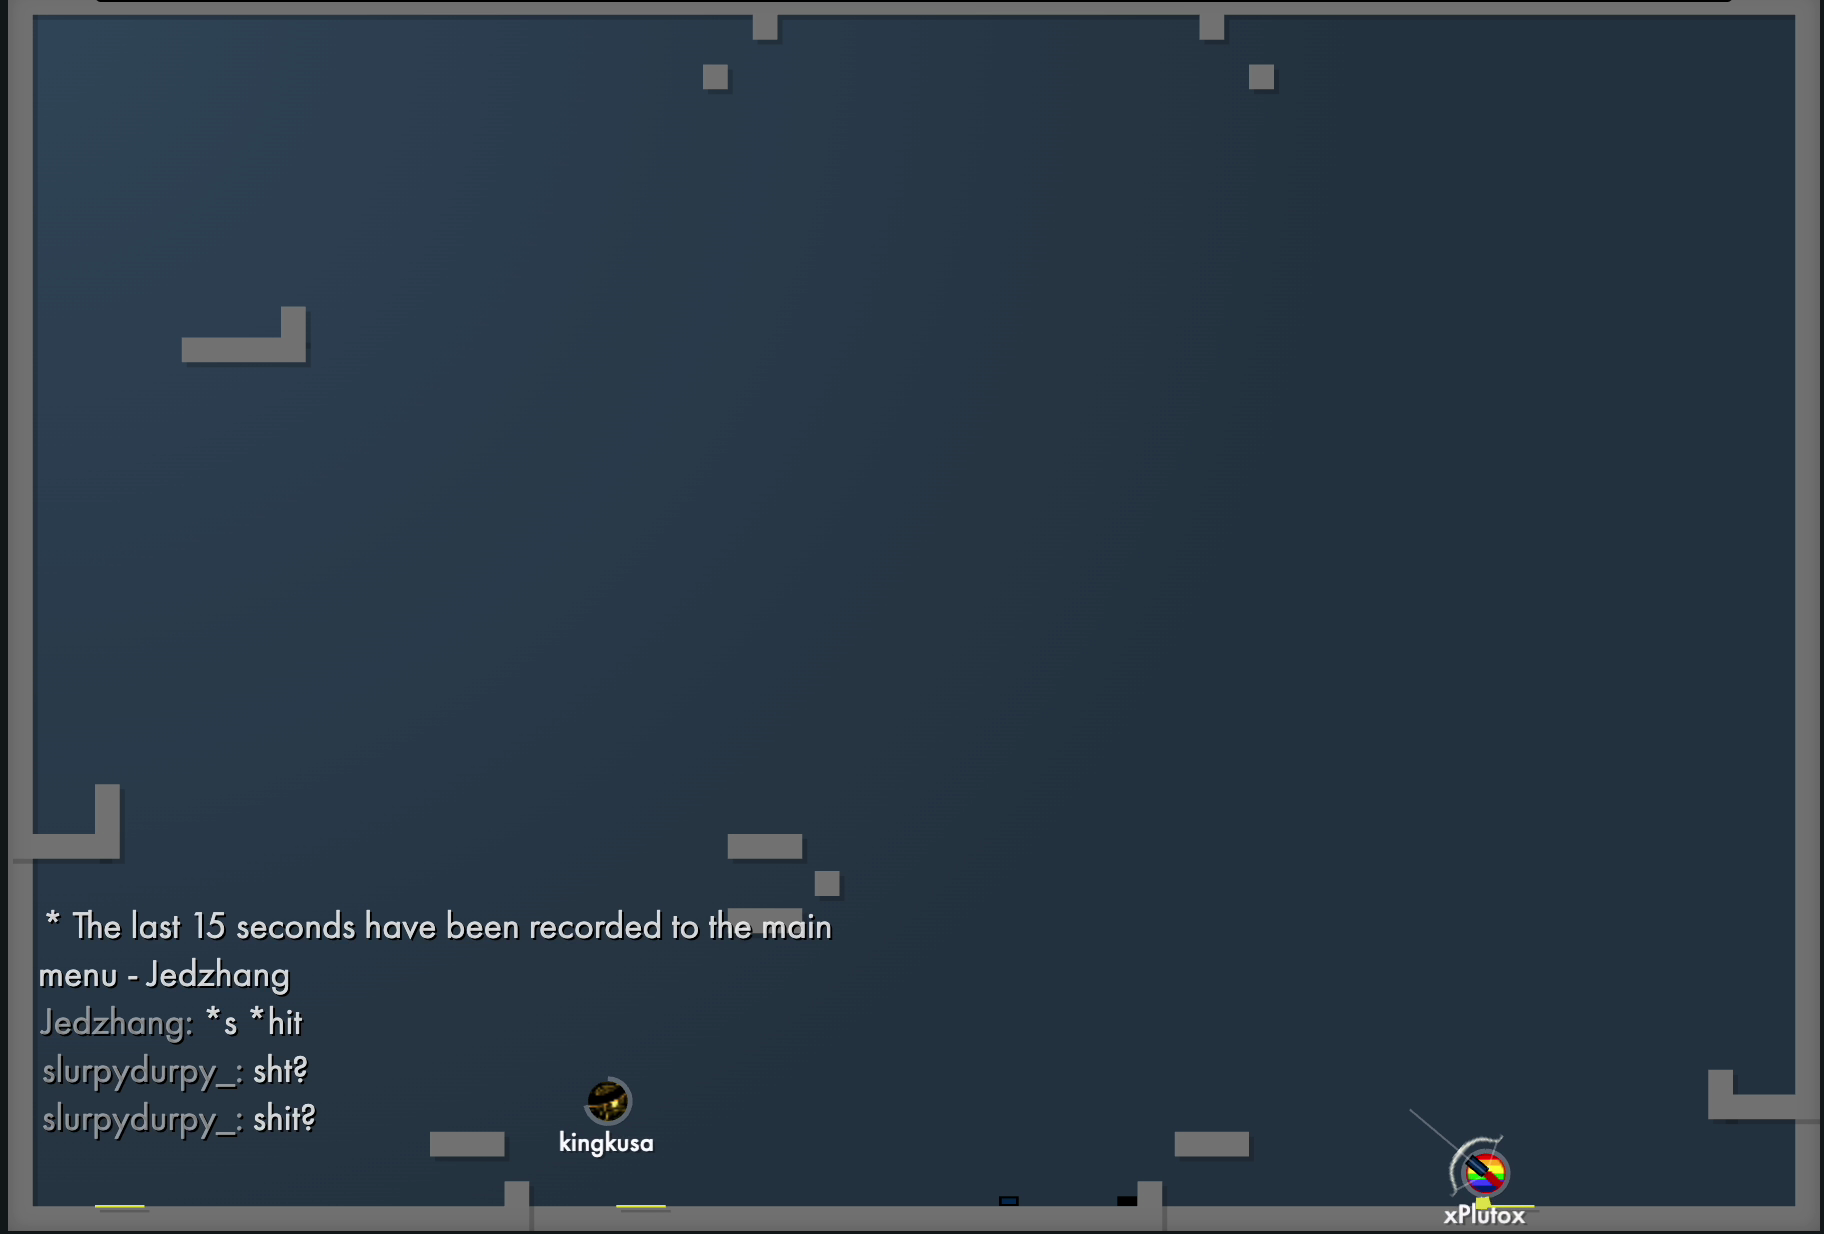 * The last 15 seconds have been recorded to the main
menu - Jedzhang
Jedzhang: *s *hit
slurpydurpy_: sht?
slurpydurpy_: shit?
kingkusa
xPlutox